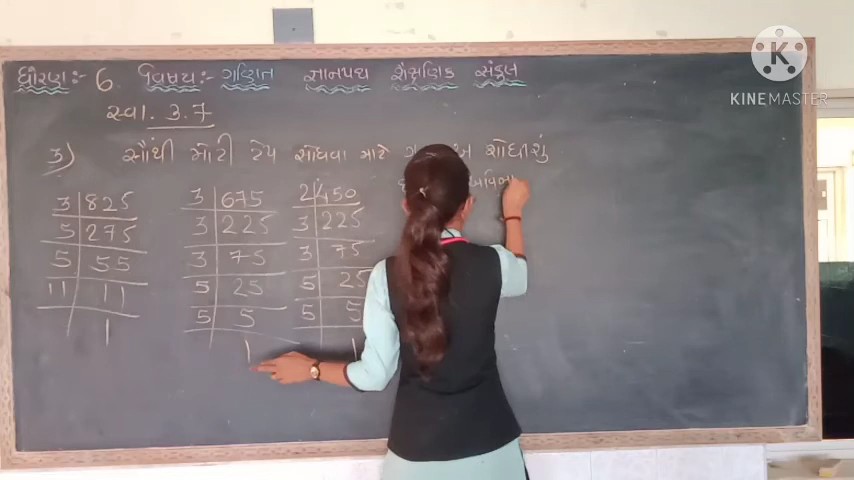 ધોરણ:- 6 વિષય:- ગણિત જ્ઞાનપથ શૈક્ષણિક સંકુલ
સ્વા. 3.7
3) સૌથી મોટી ટેપ શોધવા માટે શોધીશું
3 825 3 675 2 450
5 275 3 225 3 225
5 55 3 75 3 75
11 11 5 25 5 25
1 5 5 5 5
1 1
KINEMASTER